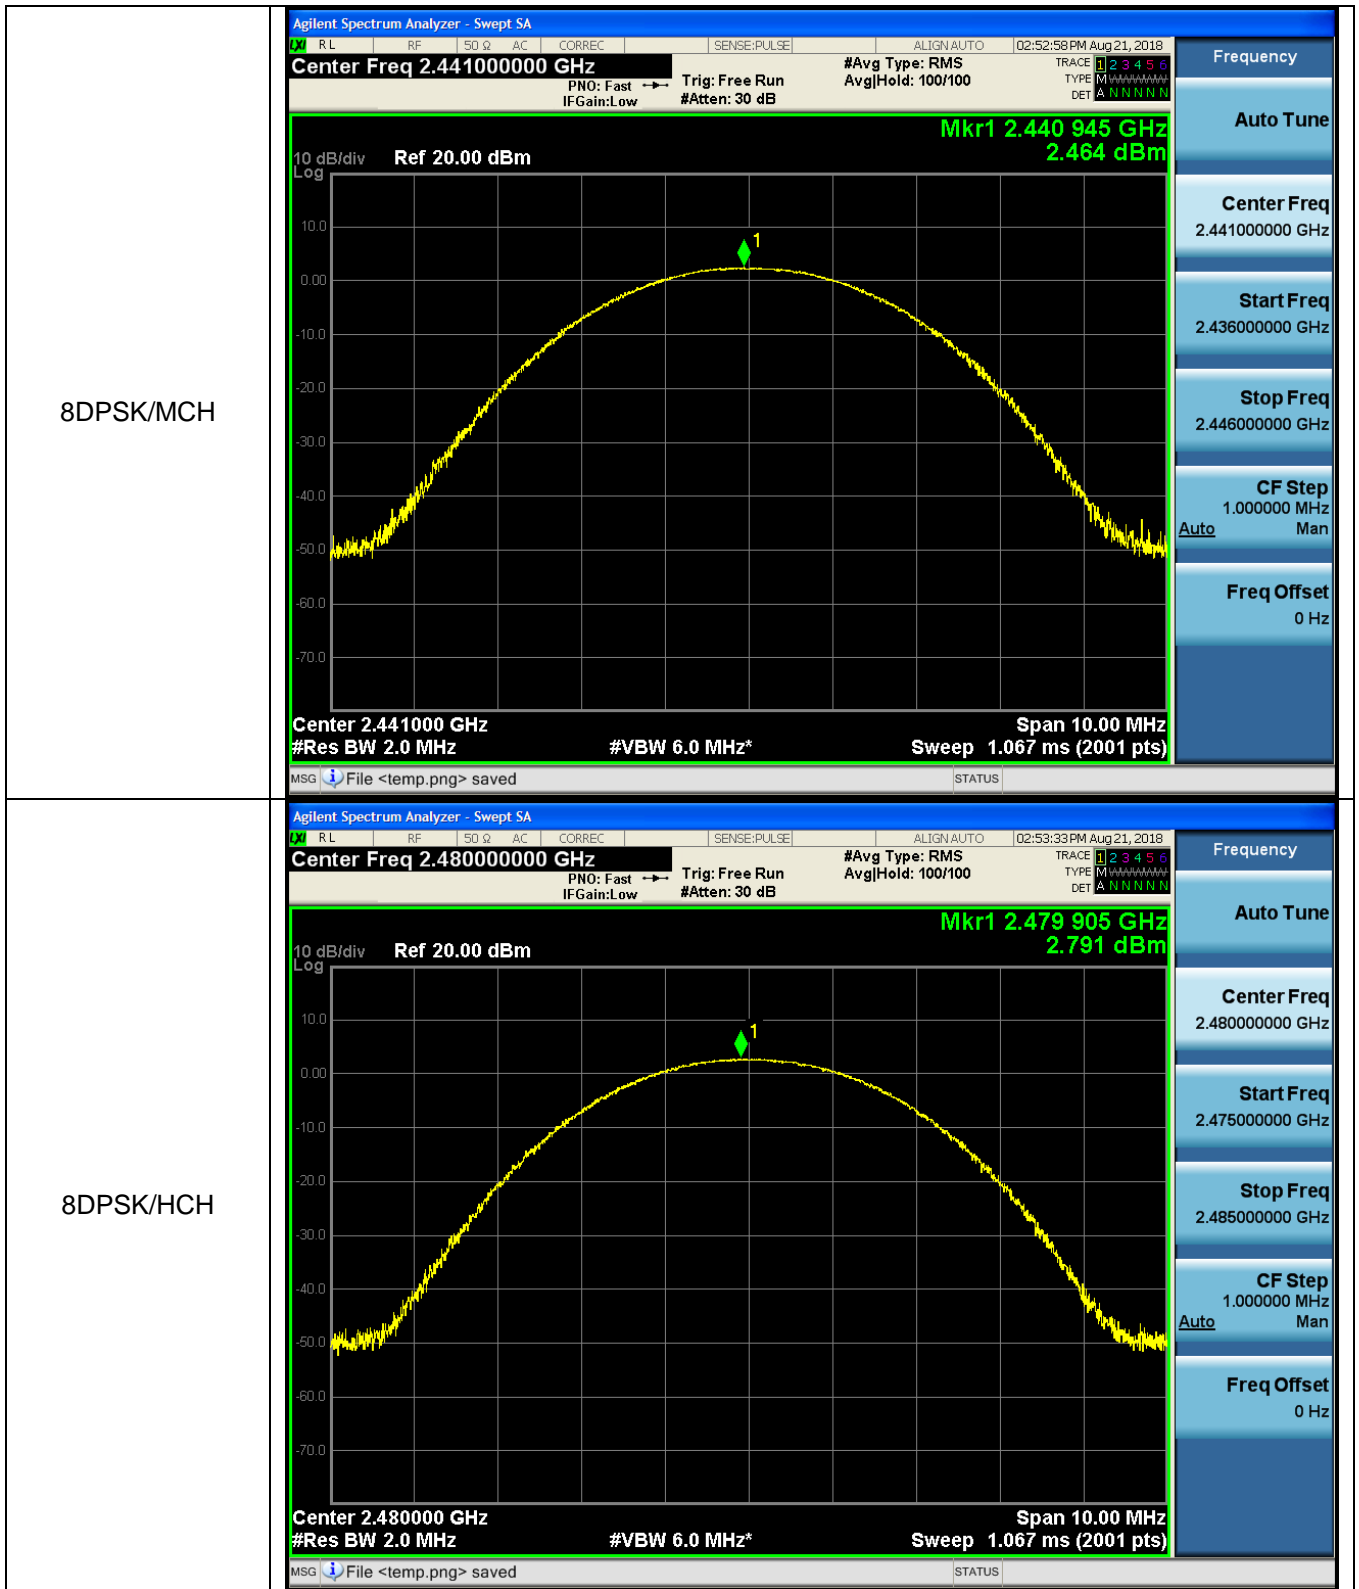 8DPSK/MCH
Agilent Spectrum Analyzer - Swept SA
LXI RL RF 50 Ω AC CORREC SENSE:PULSE ALIGN AUTO 02:52:58 PM Aug 21, 2018
Center Freq 2.441000000 GHz
PNO: Fast
IFGain:Low
Trig: Free Run
#Atten: 30 dB
#Avg Type: RMS
Avg|Hold: 100/100
TRACE 1 2 3 4 5 6
TYPE M WWWWW
DET A N N N N N
Mkr1 2.440 945 GHz
2.464 dBm
10 dB/div Ref 20.00 dBm
Log
10.0
1
0.00
-10.0
-20.0
-30.0
-40.0
-50.0
-60.0
-70.0
Center 2.441000 GHz Span 10.00 MHz
#Res BW 2.0 MHz #VBW 6.0 MHz* Sweep 1.067 ms (2001 pts)
MSG File <temp.png> saved STATUS
Frequency
Auto Tune
Center Freq
2.441000000 GHz
Start Freq
2.436000000 GHz
Stop Freq
2.446000000 GHz
CF Step
1.000000 MHz
Auto Man
Freq Offset
0 Hz
8DPSK/HCH
Agilent Spectrum Analyzer - Swept SA
LXI RL RF 50 Ω AC CORREC SENSE:PULSE ALIGN AUTO 02:53:33 PM Aug 21, 2018
Center Freq 2.480000000 GHz
PNO: Fast
IFGain:Low
Trig: Free Run
#Atten: 30 dB
#Avg Type: RMS
Avg|Hold: 100/100
TRACE 1 2 3 4 5 6
TYPE M WWWWW
DET A N N N N N
Mkr1 2.479 905 GHz
2.791 dBm
10 dB/div Ref 20.00 dBm
Log
10.0
1
0.00
-10.0
-20.0
-30.0
-40.0
-50.0
-60.0
-70.0
Center 2.480000 GHz Span 10.00 MHz
#Res BW 2.0 MHz #VBW 6.0 MHz* Sweep 1.067 ms (2001 pts)
MSG File <temp.png> saved STATUS
Frequency
Auto Tune
Center Freq
2.480000000 GHz
Start Freq
2.475000000 GHz
Stop Freq
2.485000000 GHz
CF Step
1.000000 MHz
Auto Man
Freq Offset
0 Hz